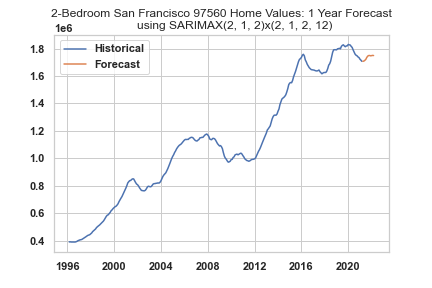 2-Bedroom San Francisco 97560 Home Values: 1 Year Forecast
using SARIMAX(2, 1, 2)x(2, 1, 2, 12)
1e6
Historical
Forecast
1.8
1.6
1.4
1.2
1.0
0.8
0.6
0.4
1996 2000 2004 2008 2012 2016 2020